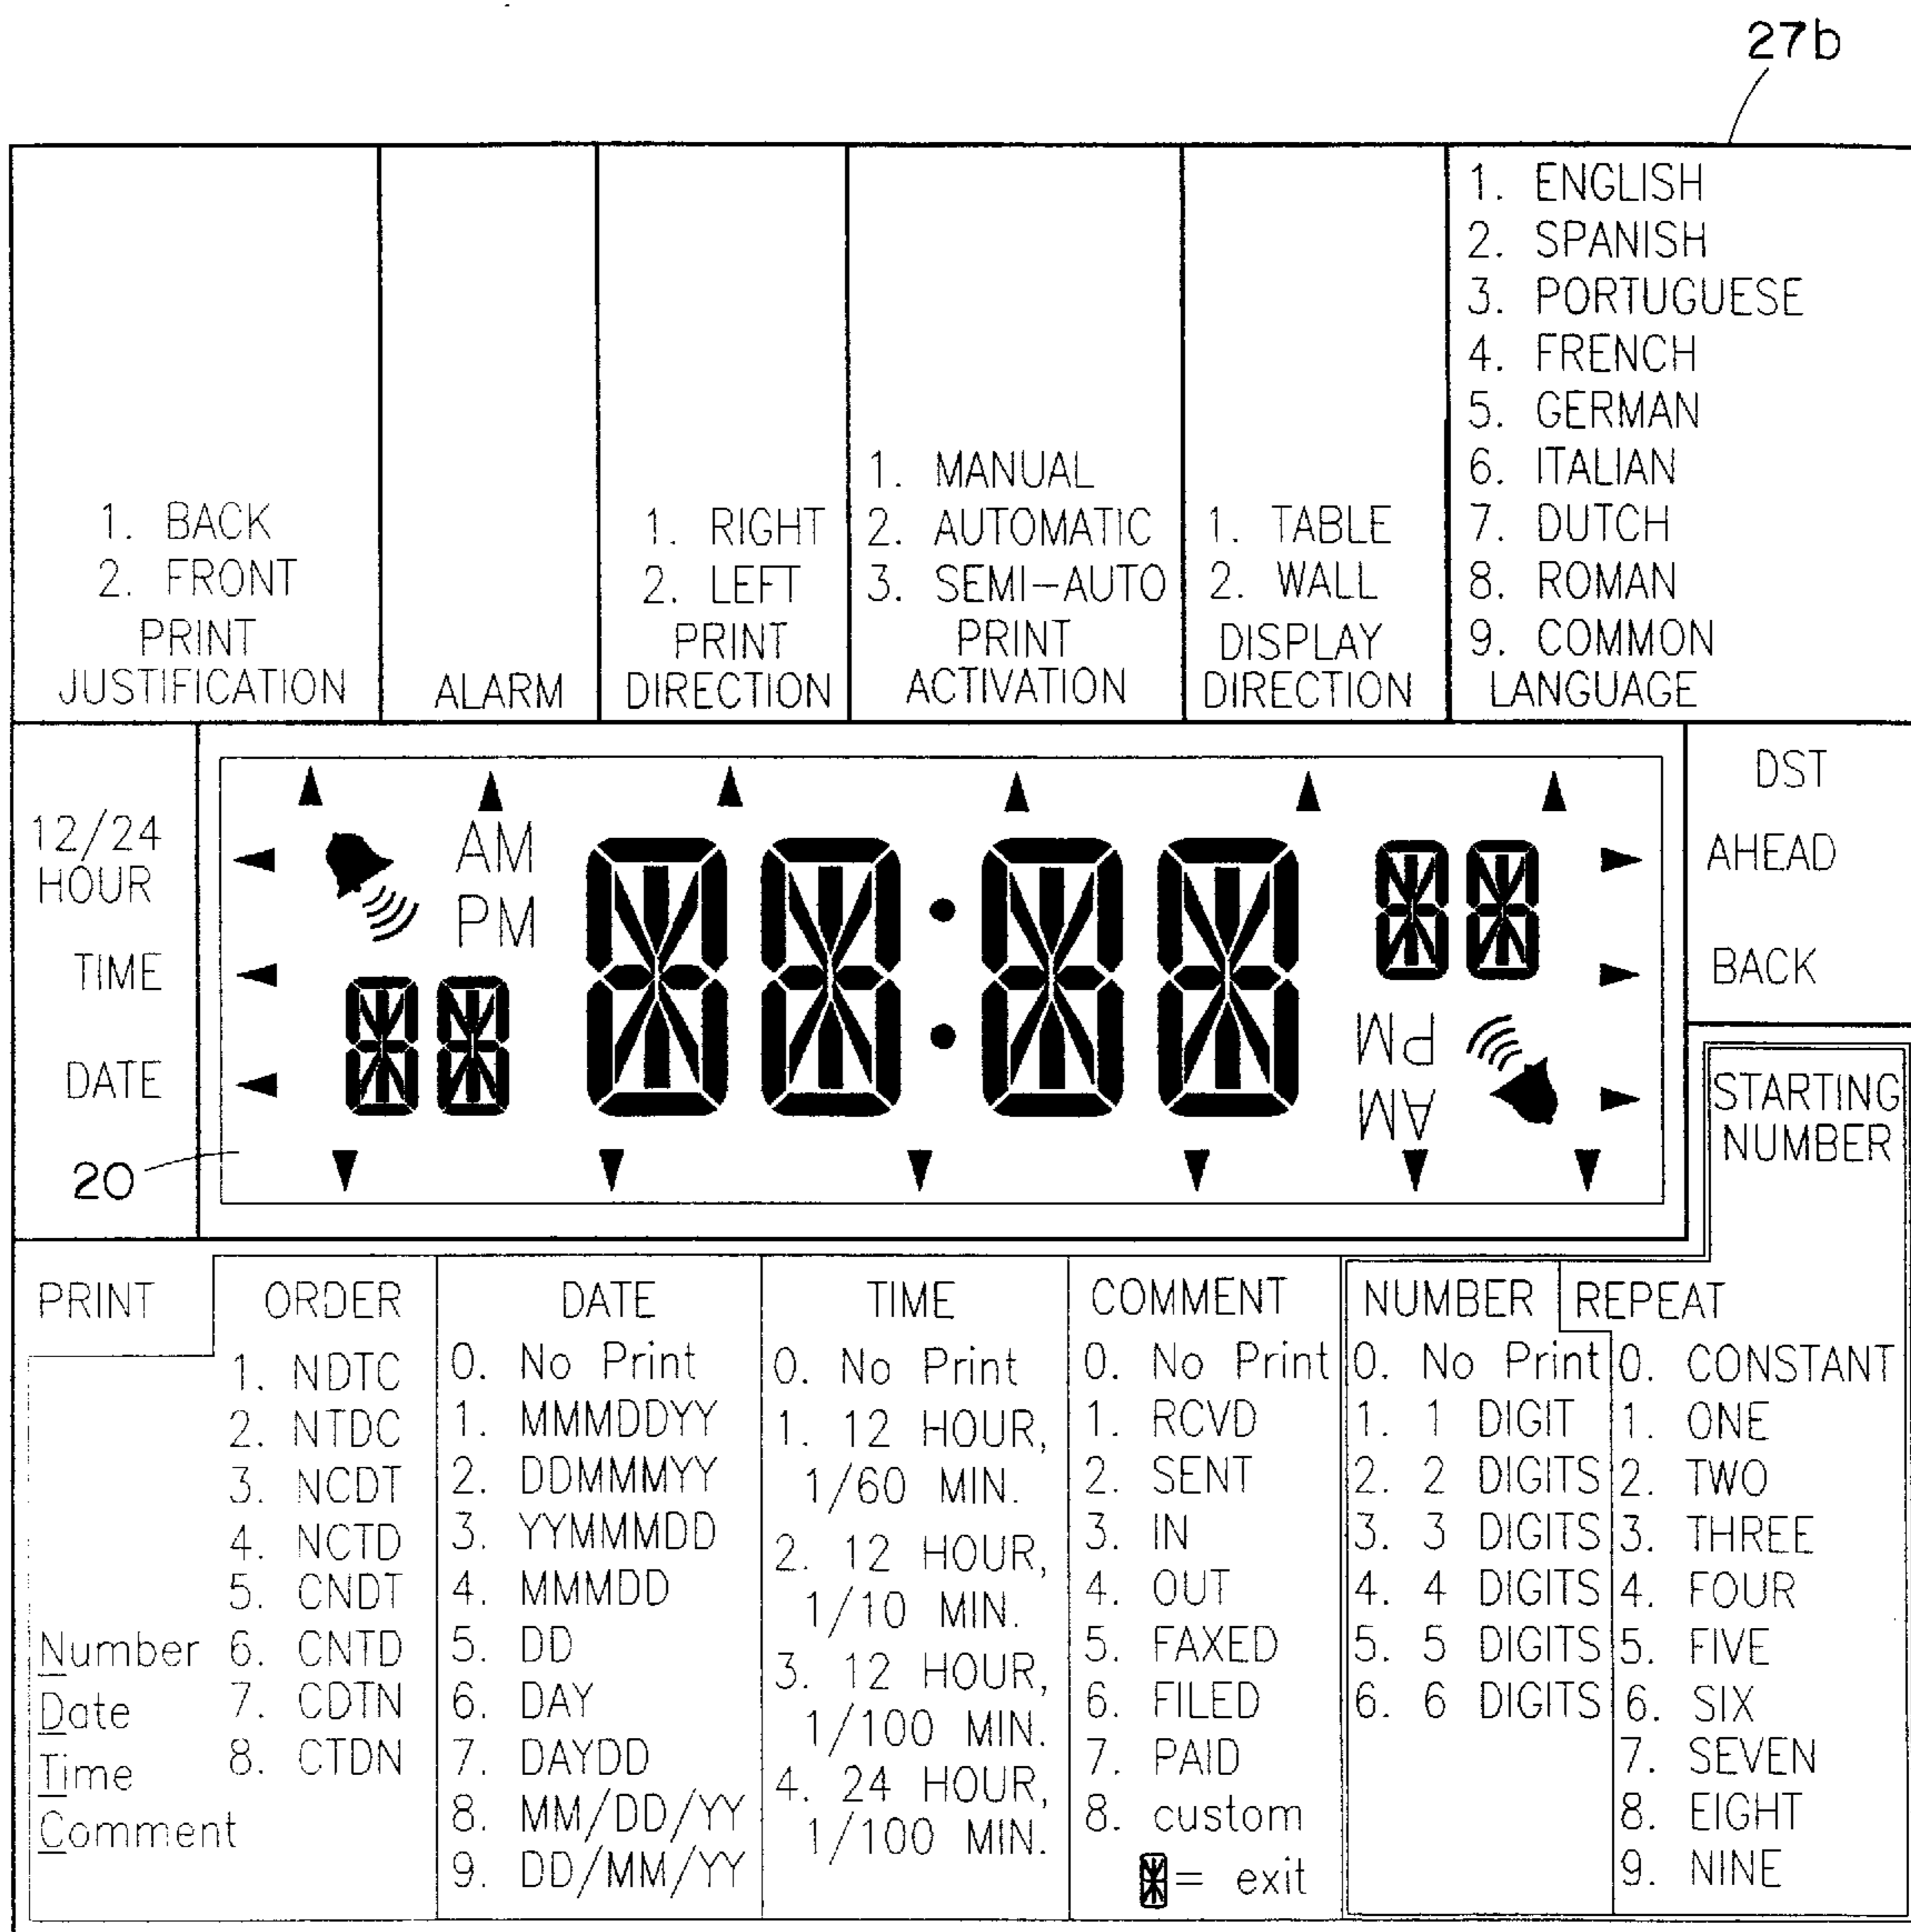 27b
1. BACK
2. FRONT
PRINT
JUSTIFICATION
ALARM
1. RIGHT
2. LEFT
PRINT
DIRECTION
1. MANUAL
2. AUTOMATIC
3. SEMI-AUTO
PRINT
ACTIVATION
1. TABLE
2. WALL
DISPLAY
DIRECTION
1. ENGLISH
2. SPANISH
3. PORTUGUESE
4. FRENCH
5. GERMAN
6. ITALIAN
7. DUTCH
8. ROMAN
9. COMMON
LANGUAGE
12/24
HOUR
TIME
DATE
20
AM
PM
:
PM
AM
DST
AHEAD
BACK
STARTING
NUMBER
PRINT
Number
Date
Time
Comment
ORDER
1. NDTC
2. NTDC
3. NCDT
4. NCTD
5. CNDT
6. CNTD
7. CDTN
8. CTDN
DATE
0. No Print
1. MMMDDYY
2. DDMMMYY
3. YYMMMDD
4. MMMDD
5. DD
6. DAY
7. DAYDD
8. MM/DD/YY
9. DD/MM/YY
TIME
0. No Print
1. 12 HOUR,
1/60 MIN.
2. 12 HOUR,
1/10 MIN.
3. 12 HOUR,
1/100 MIN.
4. 24 HOUR,
1/100 MIN.
COMMENT
0. No Print
1. RCVD
2. SENT
3. IN
4. OUT
5. FAXED
6. FILED
7. PAID
8. custom
= exit
NUMBER
0. No Print
1. 1 DIGIT
2. 2 DIGITS
3. 3 DIGITS
4. 4 DIGITS
5. 5 DIGITS
6. 6 DIGITS
REPEAT
0. CONSTANT
1. ONE
2. TWO
3. THREE
4. FOUR
5. FIVE
6. SIX
7. SEVEN
8. EIGHT
9. NINE